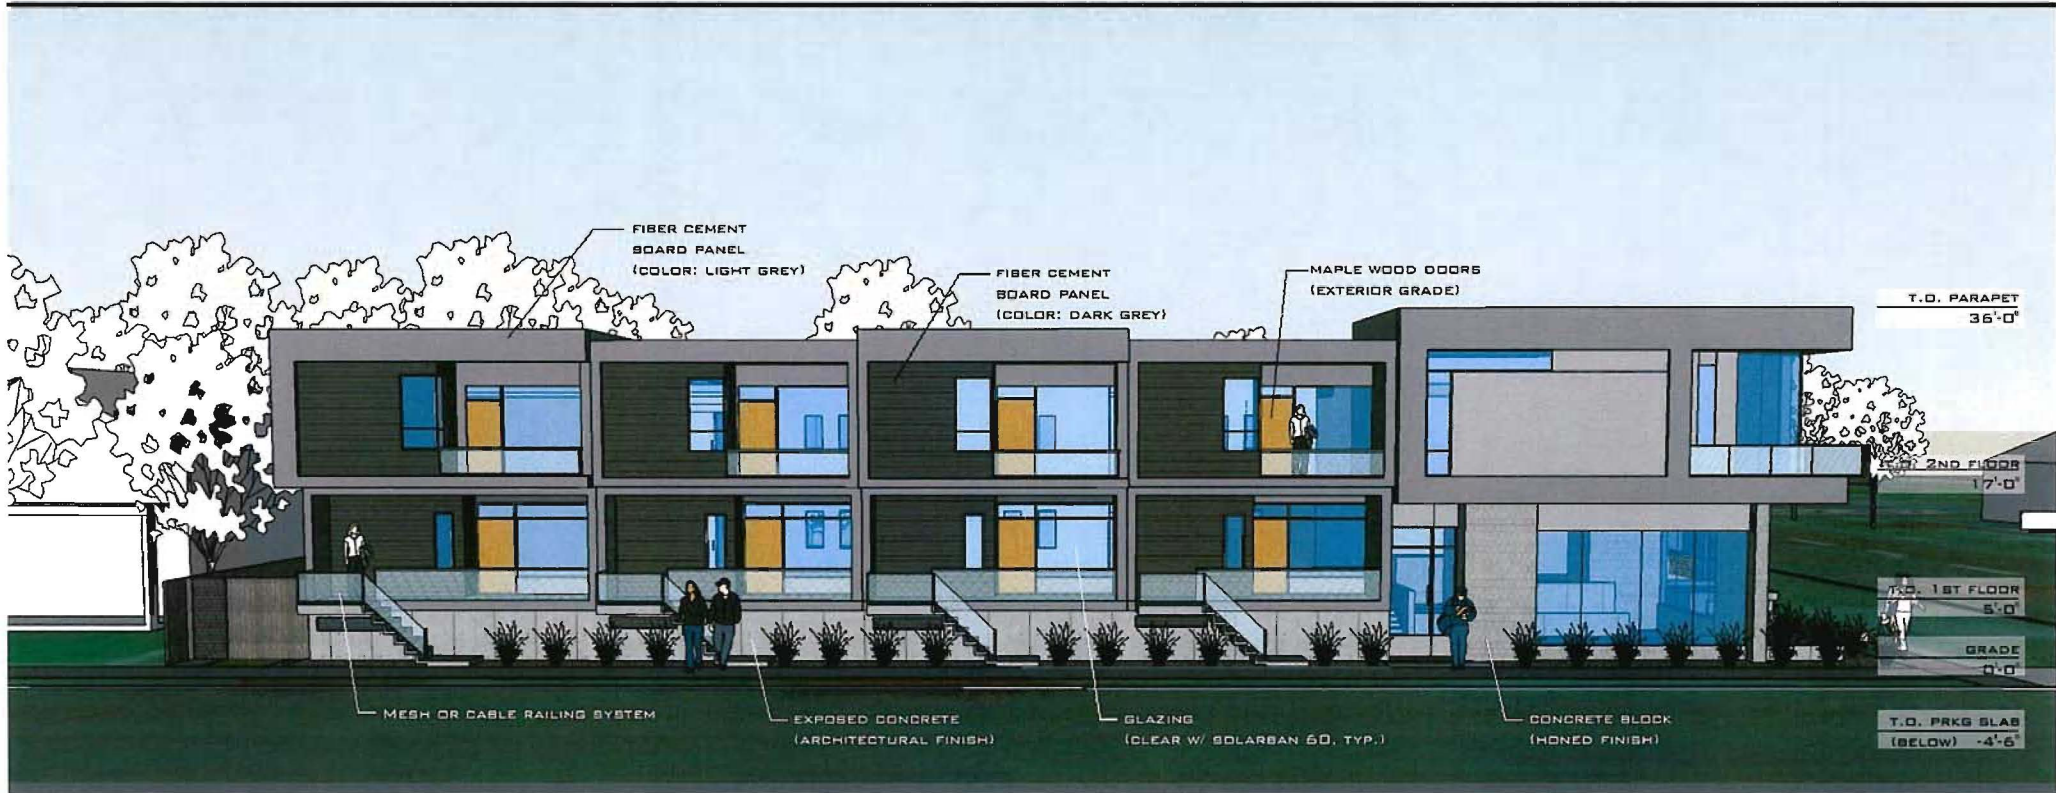 FIBER CEMENT
BOARD PANEL
(COLOR: LIGHT GREY)
FIBER CEMENT
BOARD PANEL
(COLOR: DARK GREY)
MAPLE WOOD DOORS
(EXTERIOR GRADE)
T.O. PARAPET
36'-0"
T.O. 2ND FLOOR
17'-0"
T.O. 1ST FLOOR
5'-0"
GRADE
0'-0"
T.O. PRKG SLAB
(BELOW) -4'-6"
MESH OR CABLE RAILING SYSTEM
EXPOSED CONCRETE
(ARCHITECTURAL FINISH)
GLAZING
(CLEAR W/ SOLARBAN 60, TYP.)
CONCRETE BLOCK
(HONED FINISH)